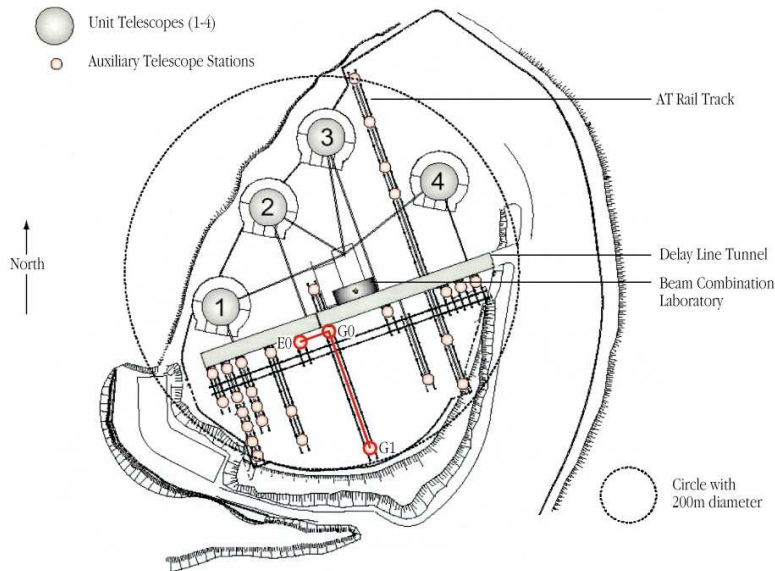 Unit Telescopes (1-4)
Auxiliary Telescope Stations
AT Rail Track
3
4
2
North
Delay Line Tunnel
Beam Combination
Laboratory
1
E0
G0
G1
Circle with
200m diameter